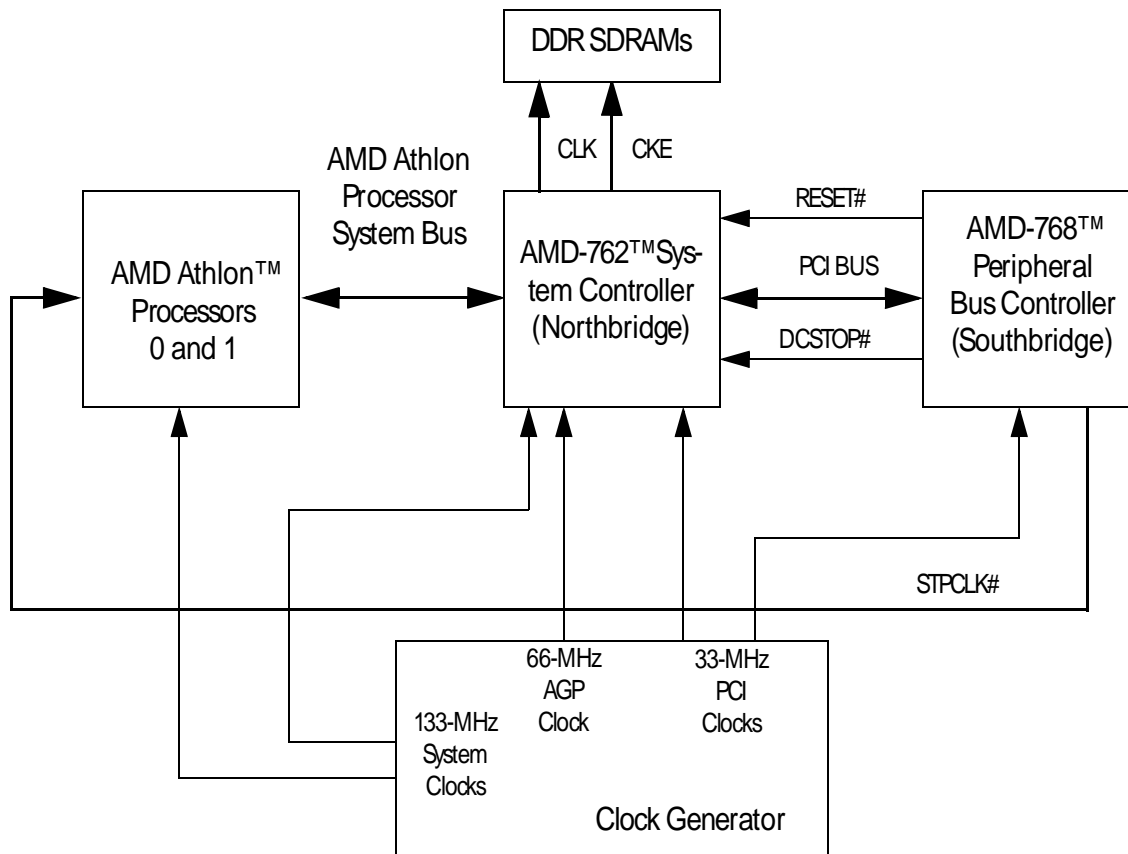 DDR SDRAMs
CLK
CKE
AMD Athlon
Processor
System Bus
RESET#
AMD Athlon™
Processors
0 and 1
AMD-762™Sys-
tem Controller
(Northbridge)
PCI BUS
AMD-768™
Peripheral
Bus Controller
(Southbridge)
DCSTOP#
STPCLK#
66-MHz
AGP
Clock
33-MHz
PCI
Clocks
133-MHz
System
Clocks
Clock Generator